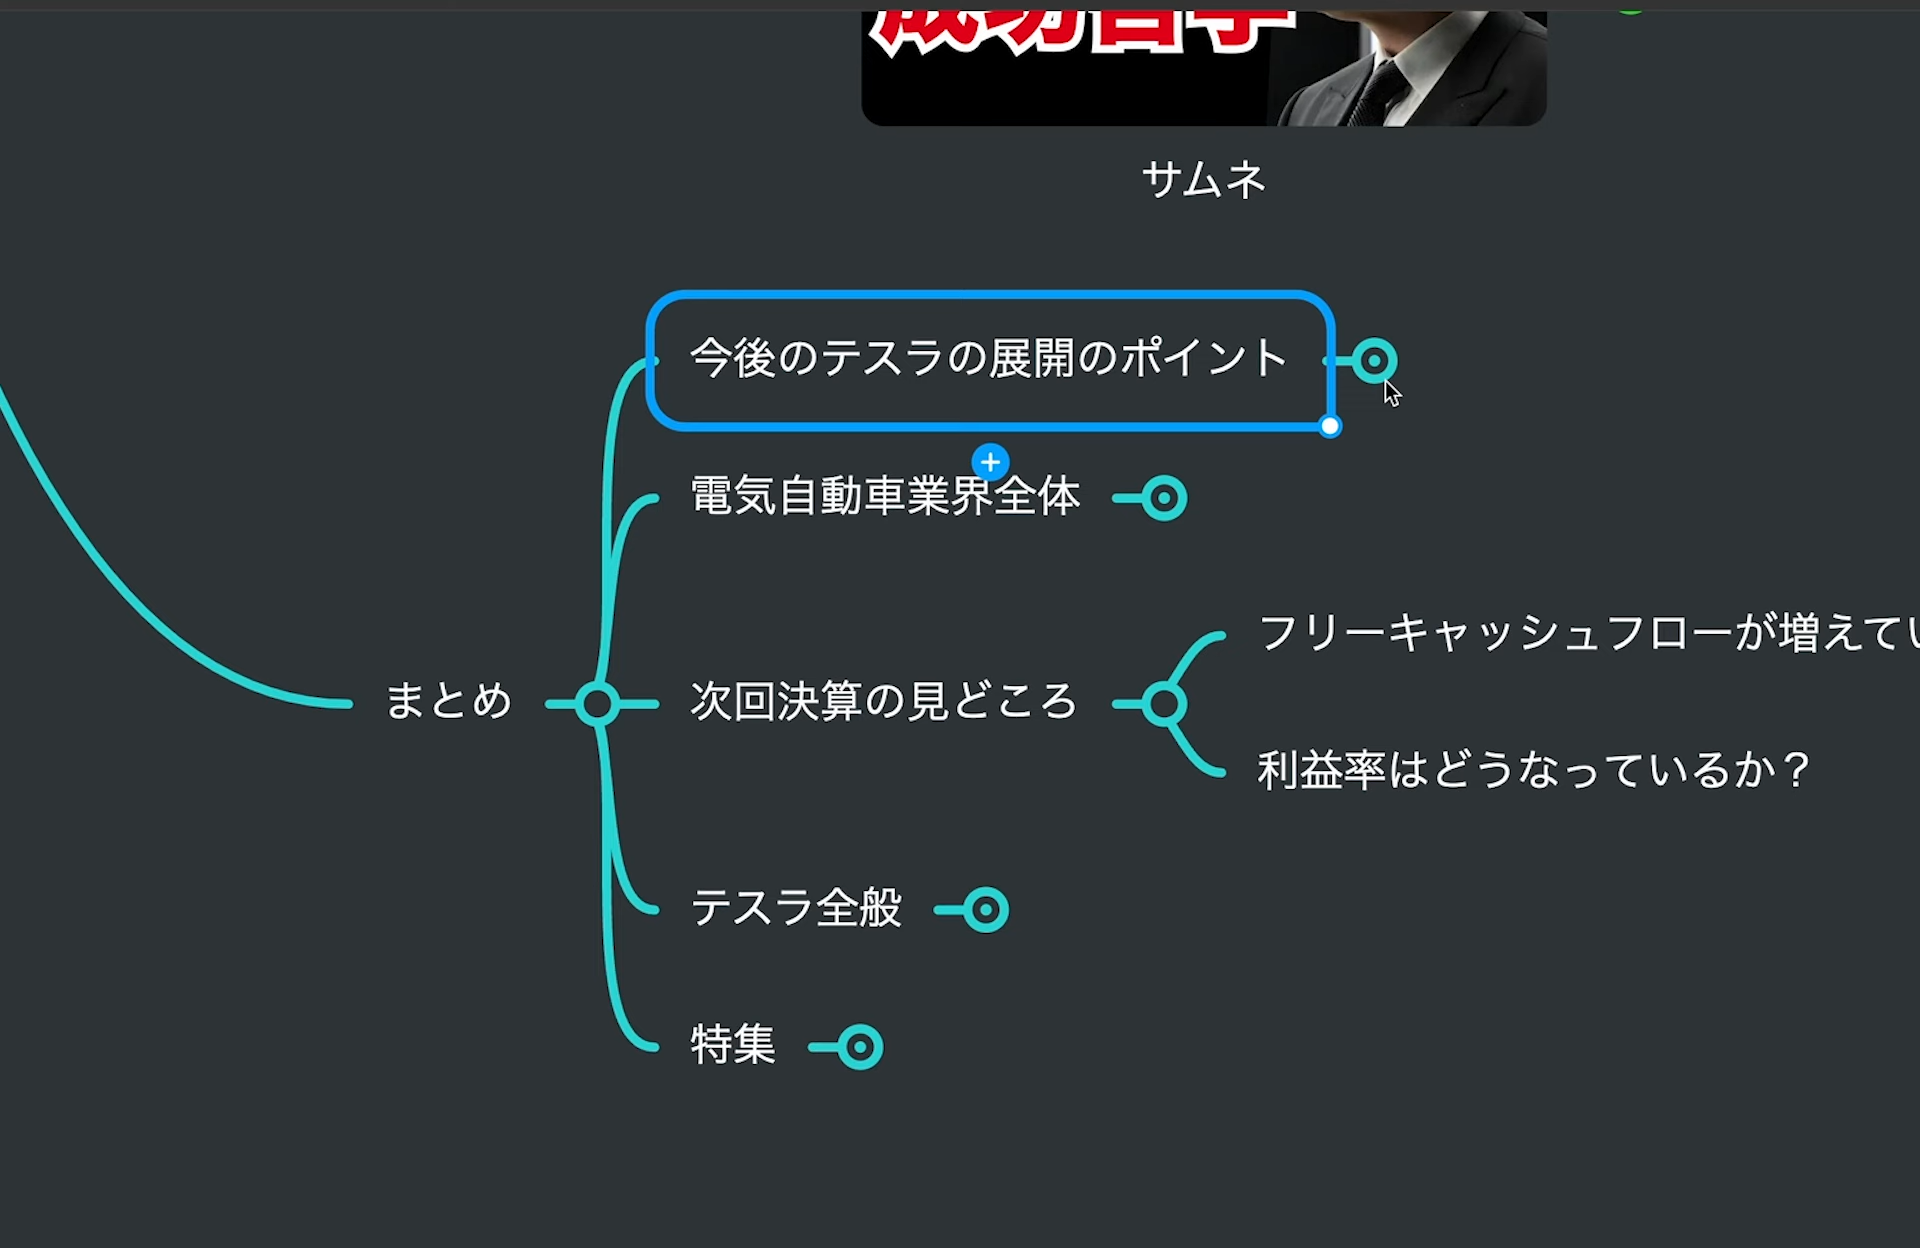 サムネ
今後のテスラの展開のポイント
電気自動車業界全体
フリーキャッシュフローが増えてい
まとめ
次回決算の見どころ
利益率はどうなっているか？
テスラ全般
特集